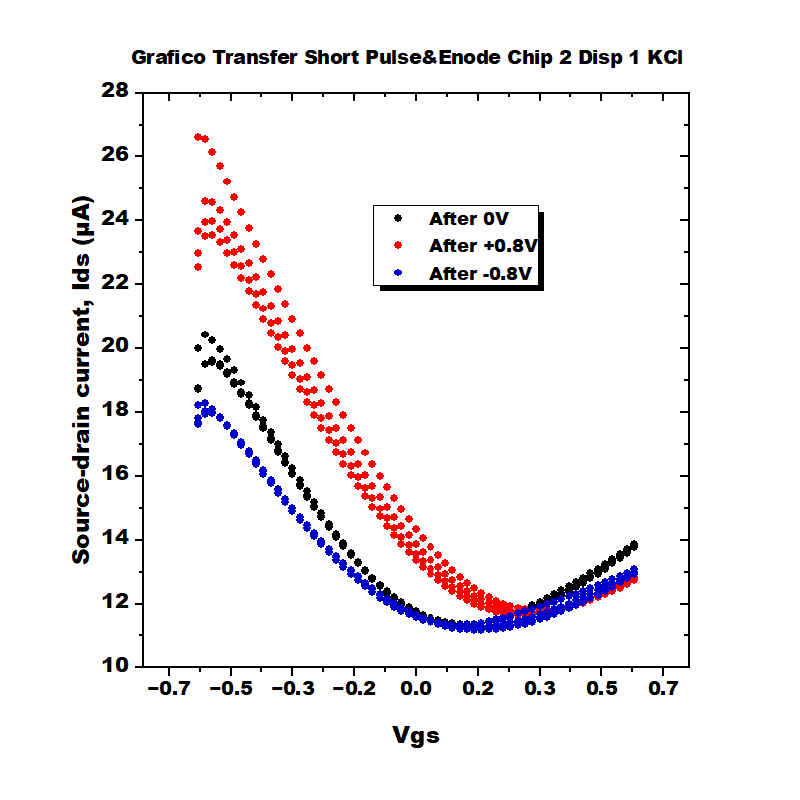 Grafico Transfer Short Pulse&Enode Chip 2 Disp 1 KCl
28
26
24
22
20
18
16
14
12
10
Source-drain current, Ids (µA)
After 0V
After +0.8V
After -0.8V
−0.7 −0.5 −0.3 −0.2 0.0 0.2 0.3 0.5 0.7
Vgs